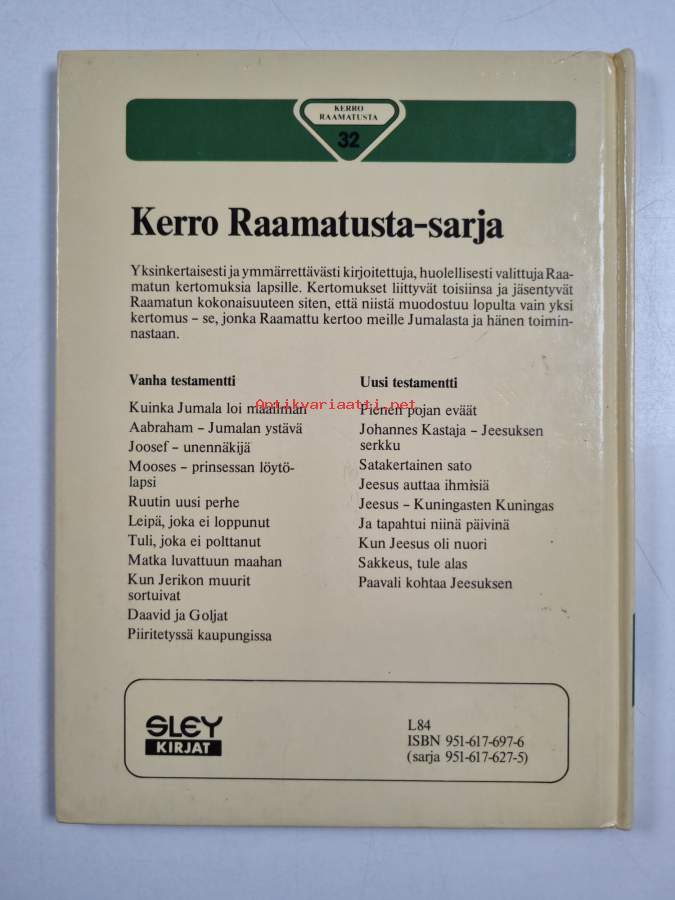 KERRO
RAAMATUSTA
32
Kerro Raamatusta-sarja
Yksinkertaisesti ja ymmärrettävästi kirjoitettuja, huolellisesti valittuja Raa-
matun kertomuksia lapsille. Kertomukset liittyvät toisiinsa ja jäsentyvät
Raamatun kokonaisuuteen siten, että niistä muodostuu lopulta vain yksi
kertomus – se, jonka Raamattu kertoo meille Jumalasta ja hänen toimin-
nastaan.
Vanha testamentti
Kuinka Jumala loi maailman
Aabraham – Jumalan ystävä
Joosef – unennäkijä
Mooses – prinsessan löytö-
lapsi
Ruutin uusi perhe
Leipä, joka ei loppunut
Tuli, joka ei polttanut
Matka luvattuun maahan
Kun Jerikon muurit
sortuivat
Daavid ja Goljat
Piiritetyssä kaupungissa
Uusi testamentti
Pienen pojan eväät
Johannes Kastaja – Jeesuksen
serkku
Satakertainen sato
Jeesus auttaa ihmisiä
Jeesus – Kuningasten Kuningas
Ja tapahtui niinä päivinä
Kun Jeesus oli nuori
Sakkeus, tule alas
Paavali kohtaa Jeesuksen
Antikvariaatti.net
SLEY
KIRJAT
L84
ISBN 951-617-697-6
(sarja 951-617-627-5)